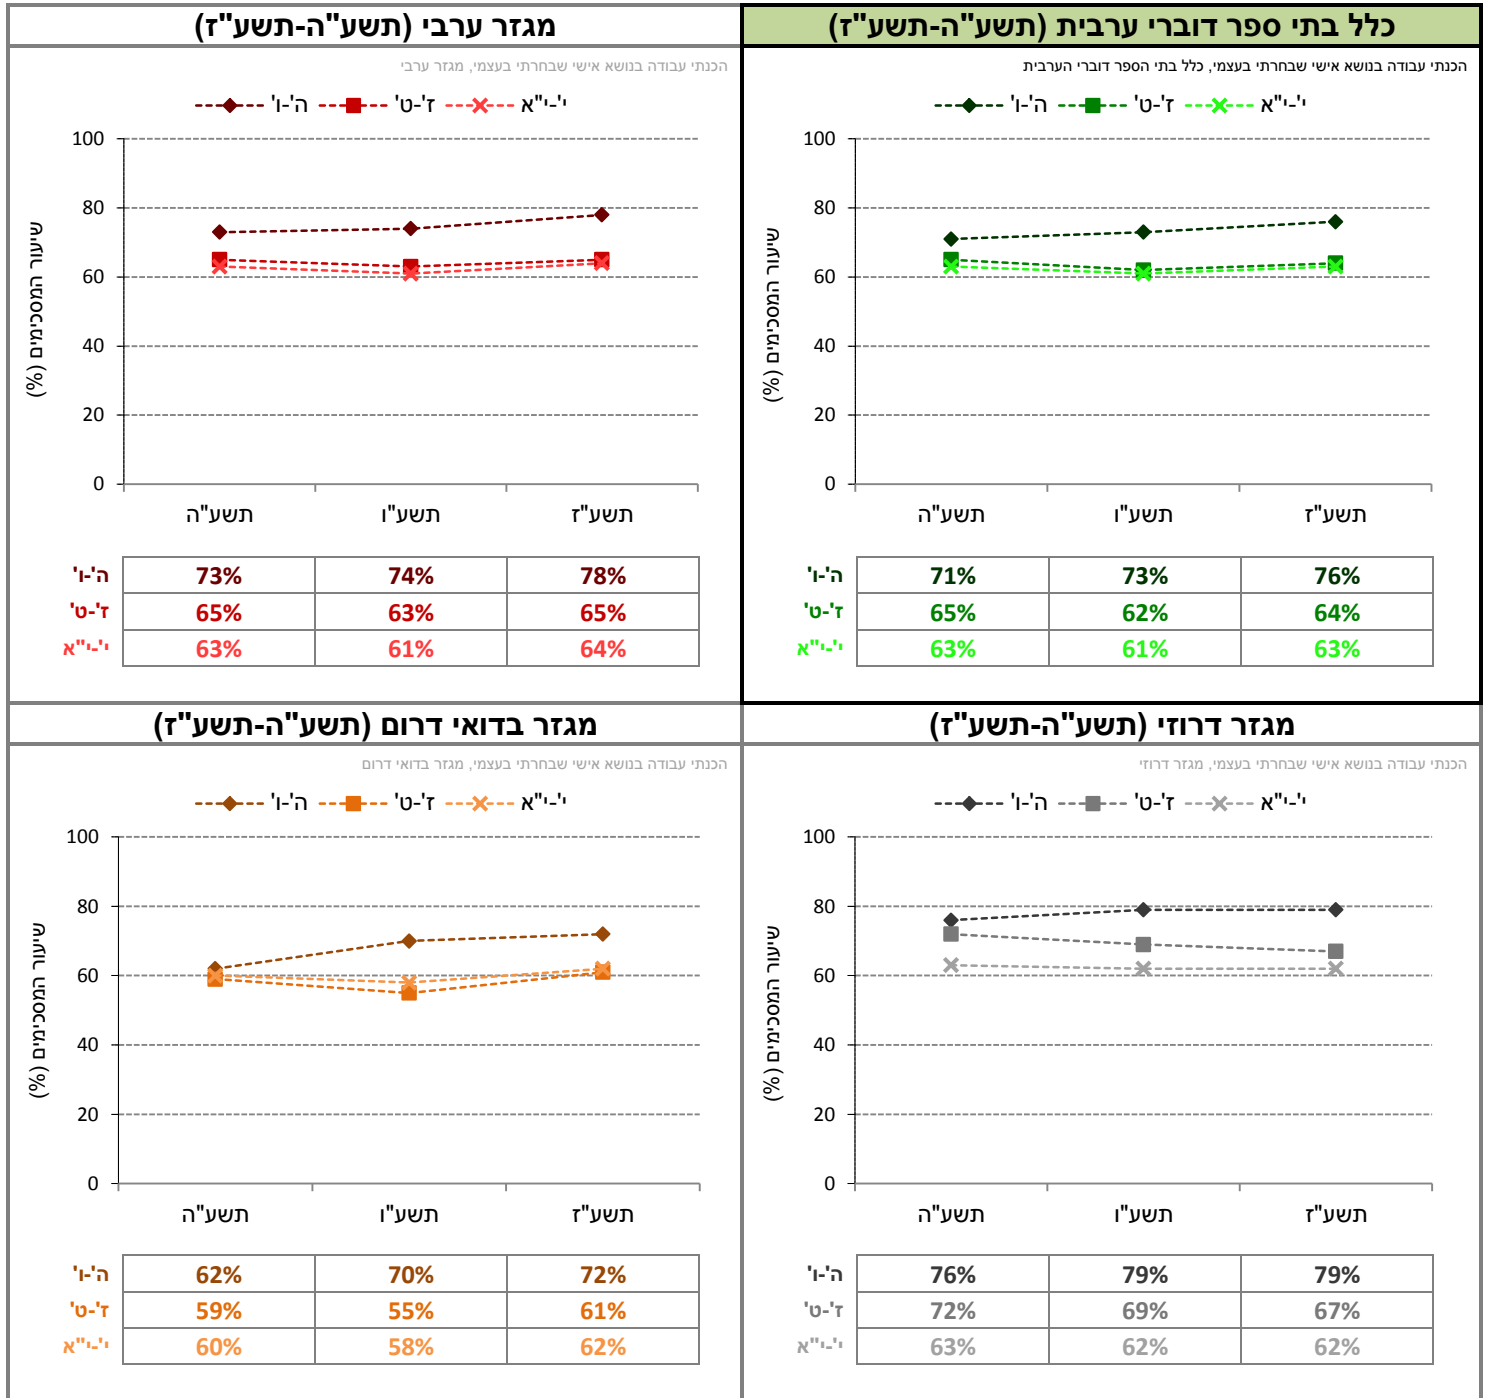 כלל בתי ספר דוברי ערבית (תשע"ה-תשע"ז)
הכנתי עבודה בנושא אישי שבחרתי בעצמי, כלל בתי הספר דוברי הערבית
ה'-ו' ז'-ט' י'-י"א
שיעור המסכימים (%)
100
80
60
40
20
0
תשע"ה תשע"ו תשע"ז
ה'-ו' 71% 73% 76%
ז'-ט' 65% 62% 64%
י'-י"א 63% 61% 63%
מגזר ערבי (תשע"ה-תשע"ז)
הכנתי עבודה בנושא אישי שבחרתי בעצמי, מגזר ערבי
ה'-ו' ז'-ט' י'-י"א
שיעור המסכימים (%)
100
80
60
40
20
0
תשע"ה תשע"ו תשע"ז
ה'-ו' 73% 74% 78%
ז'-ט' 65% 63% 65%
י'-י"א 63% 61% 64%
מגזר דרוזי (תשע"ה-תשע"ז)
הכנתי עבודה בנושא אישי שבחרתי בעצמי, מגזר דרוזי
ה'-ו' ז'-ט' י'-י"א
שיעור המסכימים (%)
100
80
60
40
20
0
תשע"ה תשע"ו תשע"ז
ה'-ו' 76% 79% 79%
ז'-ט' 72% 69% 67%
י'-י"א 63% 62% 62%
מגזר בדואי דרום (תשע"ה-תשע"ז)
הכנתי עבודה בנושא אישי שבחרתי בעצמי, מגזר בדואי דרום
ה'-ו' ז'-ט' י'-י"א
שיעור המסכימים (%)
100
80
60
40
20
0
תשע"ה תשע"ו תשע"ז
ה'-ו' 62% 70% 72%
ז'-ט' 59% 55% 61%
י'-י"א 60% 58% 62%